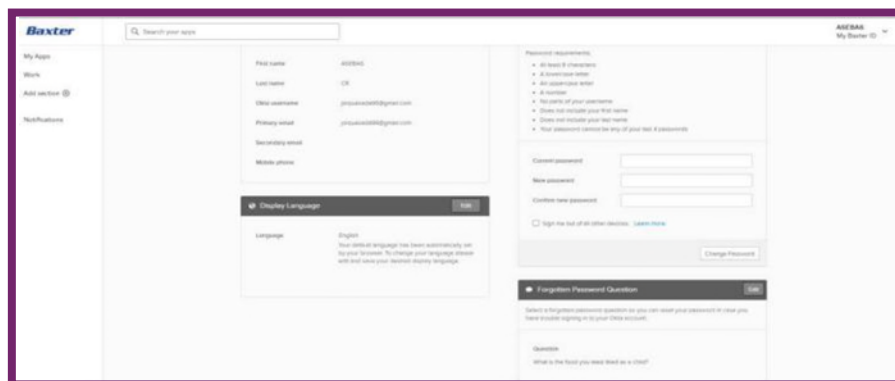 Baxter
Search your apps
ASEBAS
My Baxter ID
My Apps
Work
Add section
Notifications
First name ASEBAS
Last name CR
Okta username
Primary email
Secondary email
Mobile phone
Display Language Edit
Language English
Your default language has been automatically set
by your browser. To change your language please
edit and save your desired display language.
Password requirements:
At least 8 characters
A lowercase letter
An uppercase letter
A number
No parts of your username
Does not include your first name
Does not include your last name
Your password cannot be any of your last 4 passwords
Current password
New password
Confirm new password
Sign me out of all other devices. Learn more
Change Password
Forgotten Password Question Edit
Select a forgotten password question so you can reset your password in case you
have trouble signing in to your Okta account.
Question
What is the food you least liked as a child?